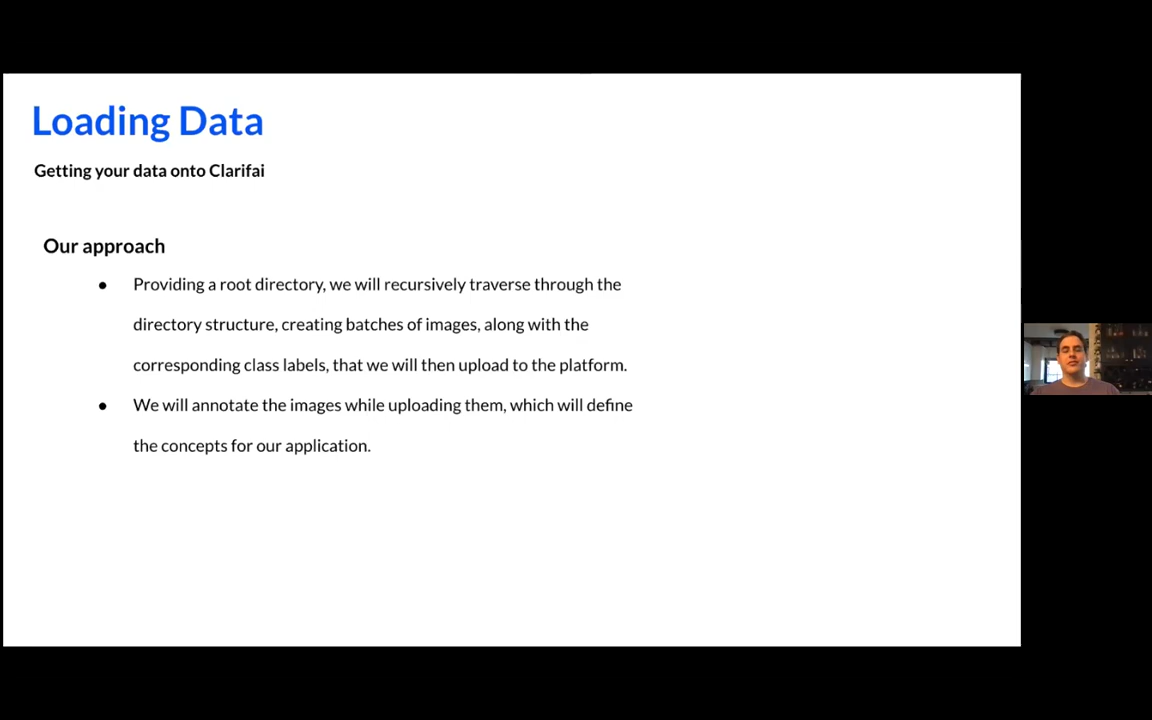 Loading Data
Getting your data onto Clarifai
Our approach
● Providing a root directory, we will recursively traverse through the
directory structure, creating batches of images, along with the
corresponding class labels, that we will then upload to the platform.
● We will annotate the images while uploading them, which will define
the concepts for our application.